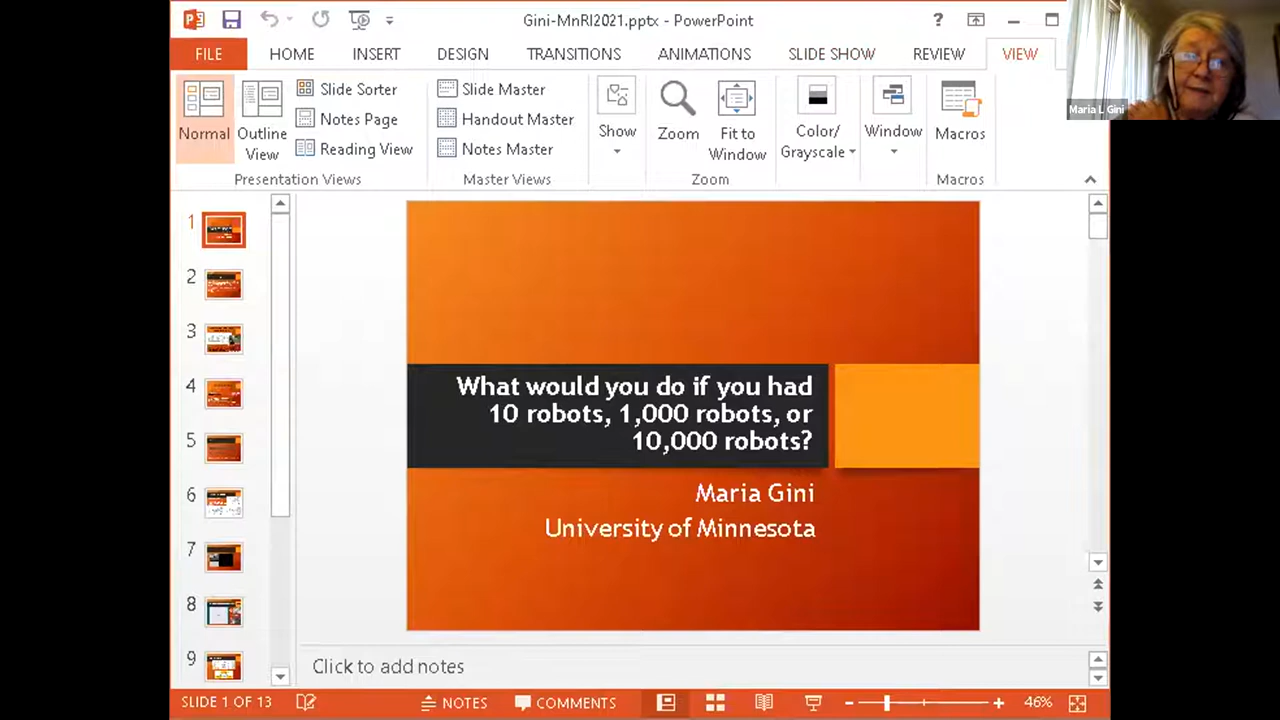 Gini-MnRI2021.pptx - PowerPoint
?
Maria L Gini
FILE HOME INSERT DESIGN TRANSITIONS ANIMATIONS SLIDE SHOW REVIEW VIEW
Normal
Outline
View
Slide Sorter
Notes Page
Reading View
Presentation Views
Slide Master
Handout Master
Notes Master
Master Views
Show
Zoom
Fit to
Window
Zoom
Color/
Grayscale
Window
Macros
Macros
1
2
3
4
5
6
7
8
9
What would you do if you had
10 robots, 1,000 robots, or
10,000 robots?
Maria Gini
University of Minnesota
Click to add notes
SLIDE 1 OF 13 NOTES COMMENTS 46%